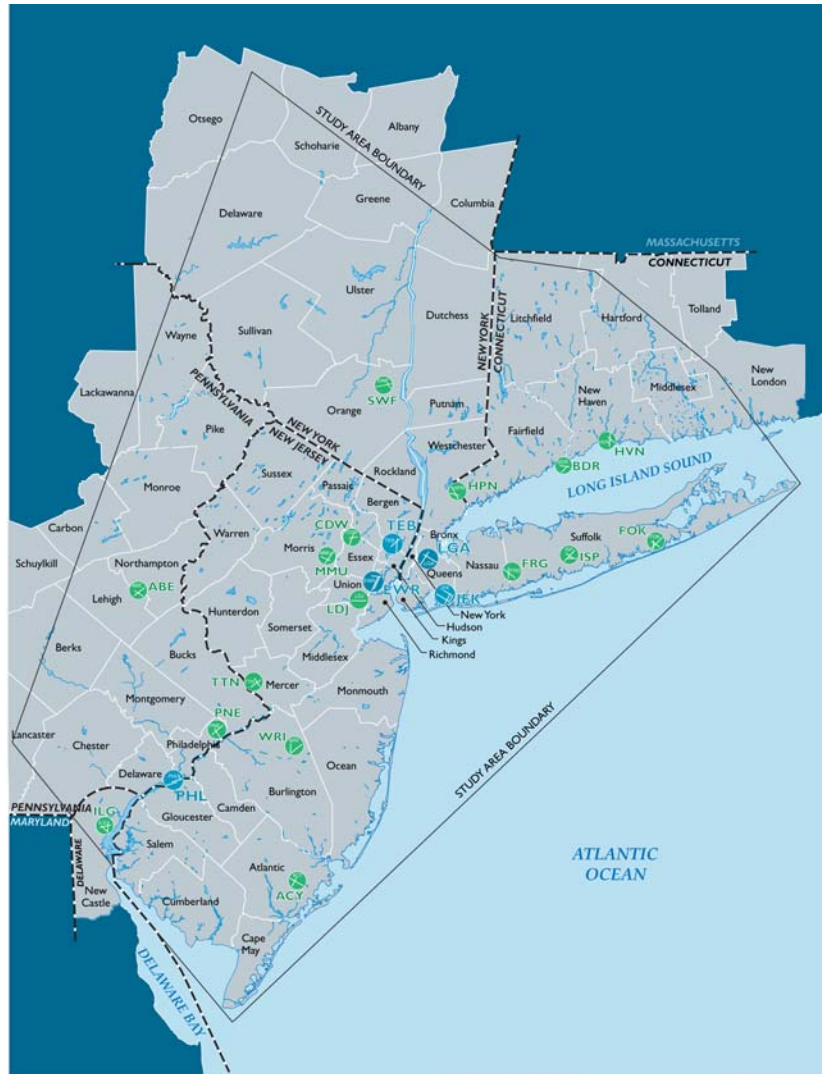 Otsego
Albany
STUDY AREA BOUNDARY
Schoharie
Greene
Columbia
Delaware
MASSACHUSETTS
CONNECTICUT
Ulster
NEW YORK
CONNECTICUT
Litchfield
Hartford
Tolland
Dutchess
Wayne
Sullivan
PENNSYLVANIA
New
London
Middlesex
New
Haven
Lackawanna
SWF
Orange
Putnam
Fairfield
Pike
NEW YORK
NEW JERSEY
Westchester
HVN
BDR
LONG ISLAND SOUND
Rockland
Sussex
Passaic
Bergen
HPN
Monroe
Carbon
Warren
CDW
TEB
Bronx
LGA
Suffolk
FOK
Schuylkill
Northampton
Morris
Essex
MMU
Queens
Nassau
FRG
ISP
ABE
Lehigh
Union
EWR
JFK
LDJ
Hunterdon
New York
Hudson
Kings
Richmond
Somerset
Berks
Bucks
Middlesex
TTN
Mercer
Montgomery
Monmouth
PNE
WRI
Philadelphia
Lancaster
Chester
Ocean
STUDY AREA BOUNDARY
Delaware
PHL
Burlington
Camden
PENNSYLVANIA
MARYLAND
ILG
Gloucester
Salem
DELAWARE
Atlantic
ACY
ATLANTIC
OCEAN
New
Castle
Cumberland
Cape
May
DELAWARE BAY